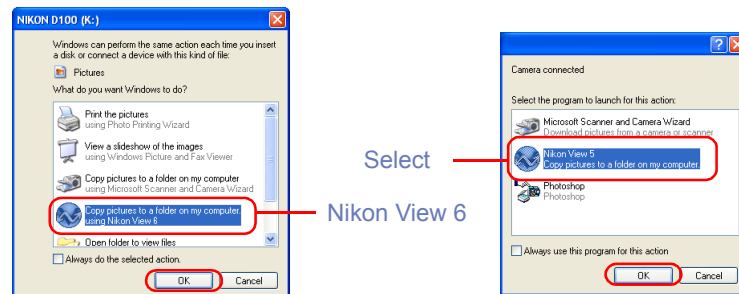 NIKON D100 (K:)
Windows can perform the same action each time you insert
a disk or connect a device with this kind of file:
Pictures
What do you want Windows to do?
Print the pictures
using Photo Printing Wizard
View a slideshow of the images
using Windows Picture and Fax Viewer
Copy pictures to a folder on my computer
using Microsoft Scanner and Camera Wizard
Copy pictures to a folder on my computer.
using Nikon View 6
Open folder to view files
Always do the selected action.
OK
Cancel
Select
Nikon View 6
Camera connected
Select the program to launch for this action:
Microsoft Scanner and Camera Wizard
Download pictures from a camera or scanner
Nikon View 5
Copy pictures to a folder on my computer.
Photoshop
Photoshop
Always use this program for this action
OK
Cancel